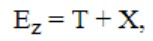 E_z = T + X,